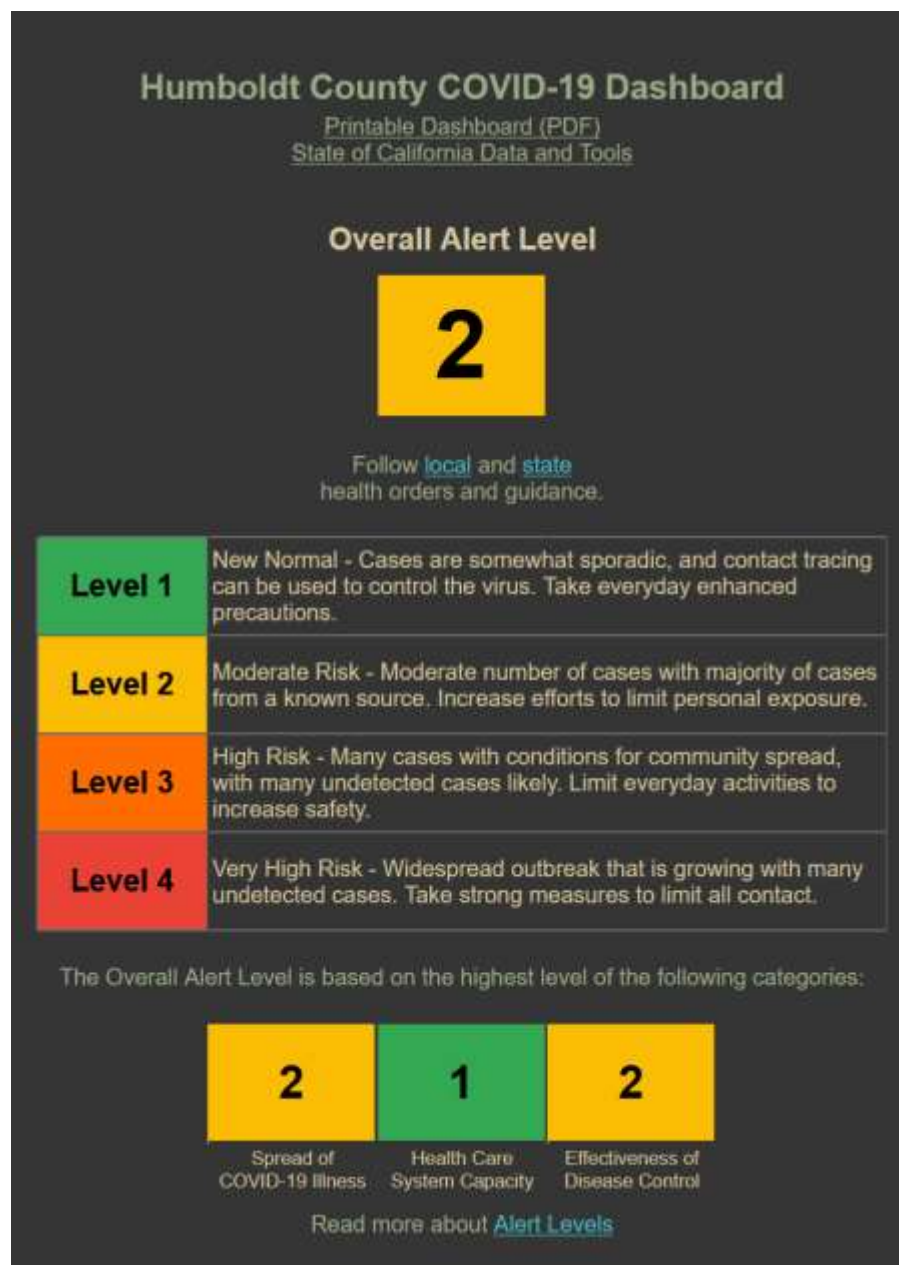 Humboldt County COVID-19 Dashboard
Printable Dashboard (PDF)
State of California Data and Tools
Overall Alert Level
2
Follow local and state
health orders and guidance.
Level 1
New Normal - Cases are somewhat sporadic, and contact tracing
can be used to control the virus. Take everyday enhanced
precautions.
Level 2
Moderate Risk - Moderate number of cases with majority of cases
from a known source. Increase efforts to limit personal exposure.
Level 3
High Risk - Many cases with conditions for community spread,
with many undetected cases likely. Limit everyday activities to
increase safety.
Level 4
Very High Risk - Widespread outbreak that is growing with many
undetected cases. Take strong measures to limit all contact.
The Overall Alert Level is based on the highest level of the following categories:
2
Spread of
COVID-19 Illness
1
Health Care
System Capacity
2
Effectiveness of
Disease Control
Read more about Alert Levels